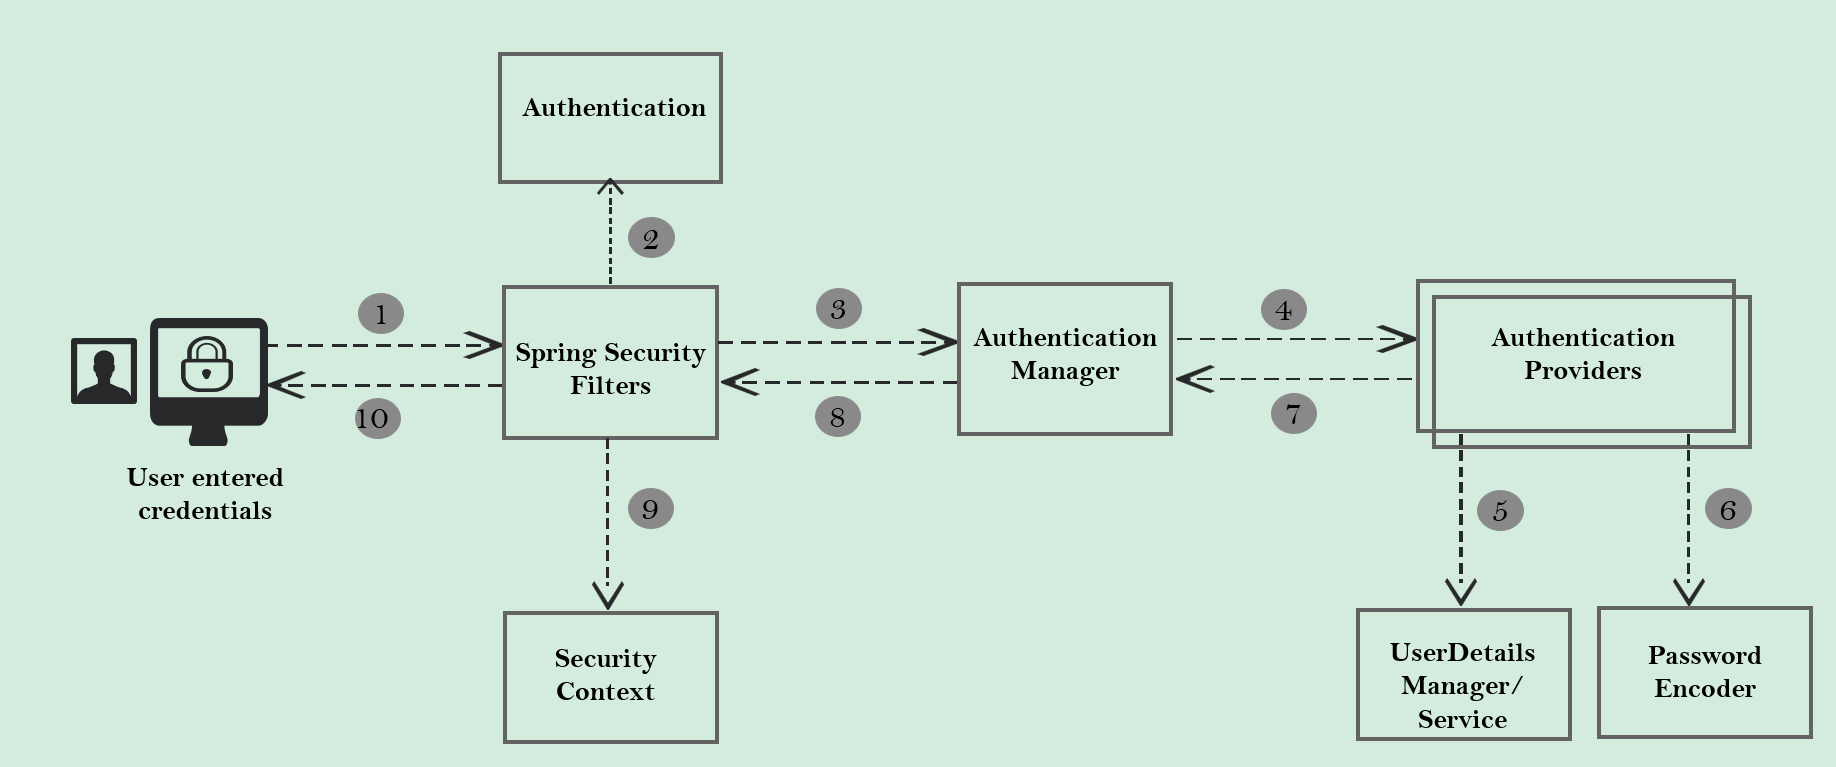 Authentication
2
1
Spring Security
Filters
10
User entered
credentials
3
8
Authentication
Manager
4
7
Authentication
Providers
9
5
6
Security
Context
UserDetails
Manager/
Service
Password
Encoder